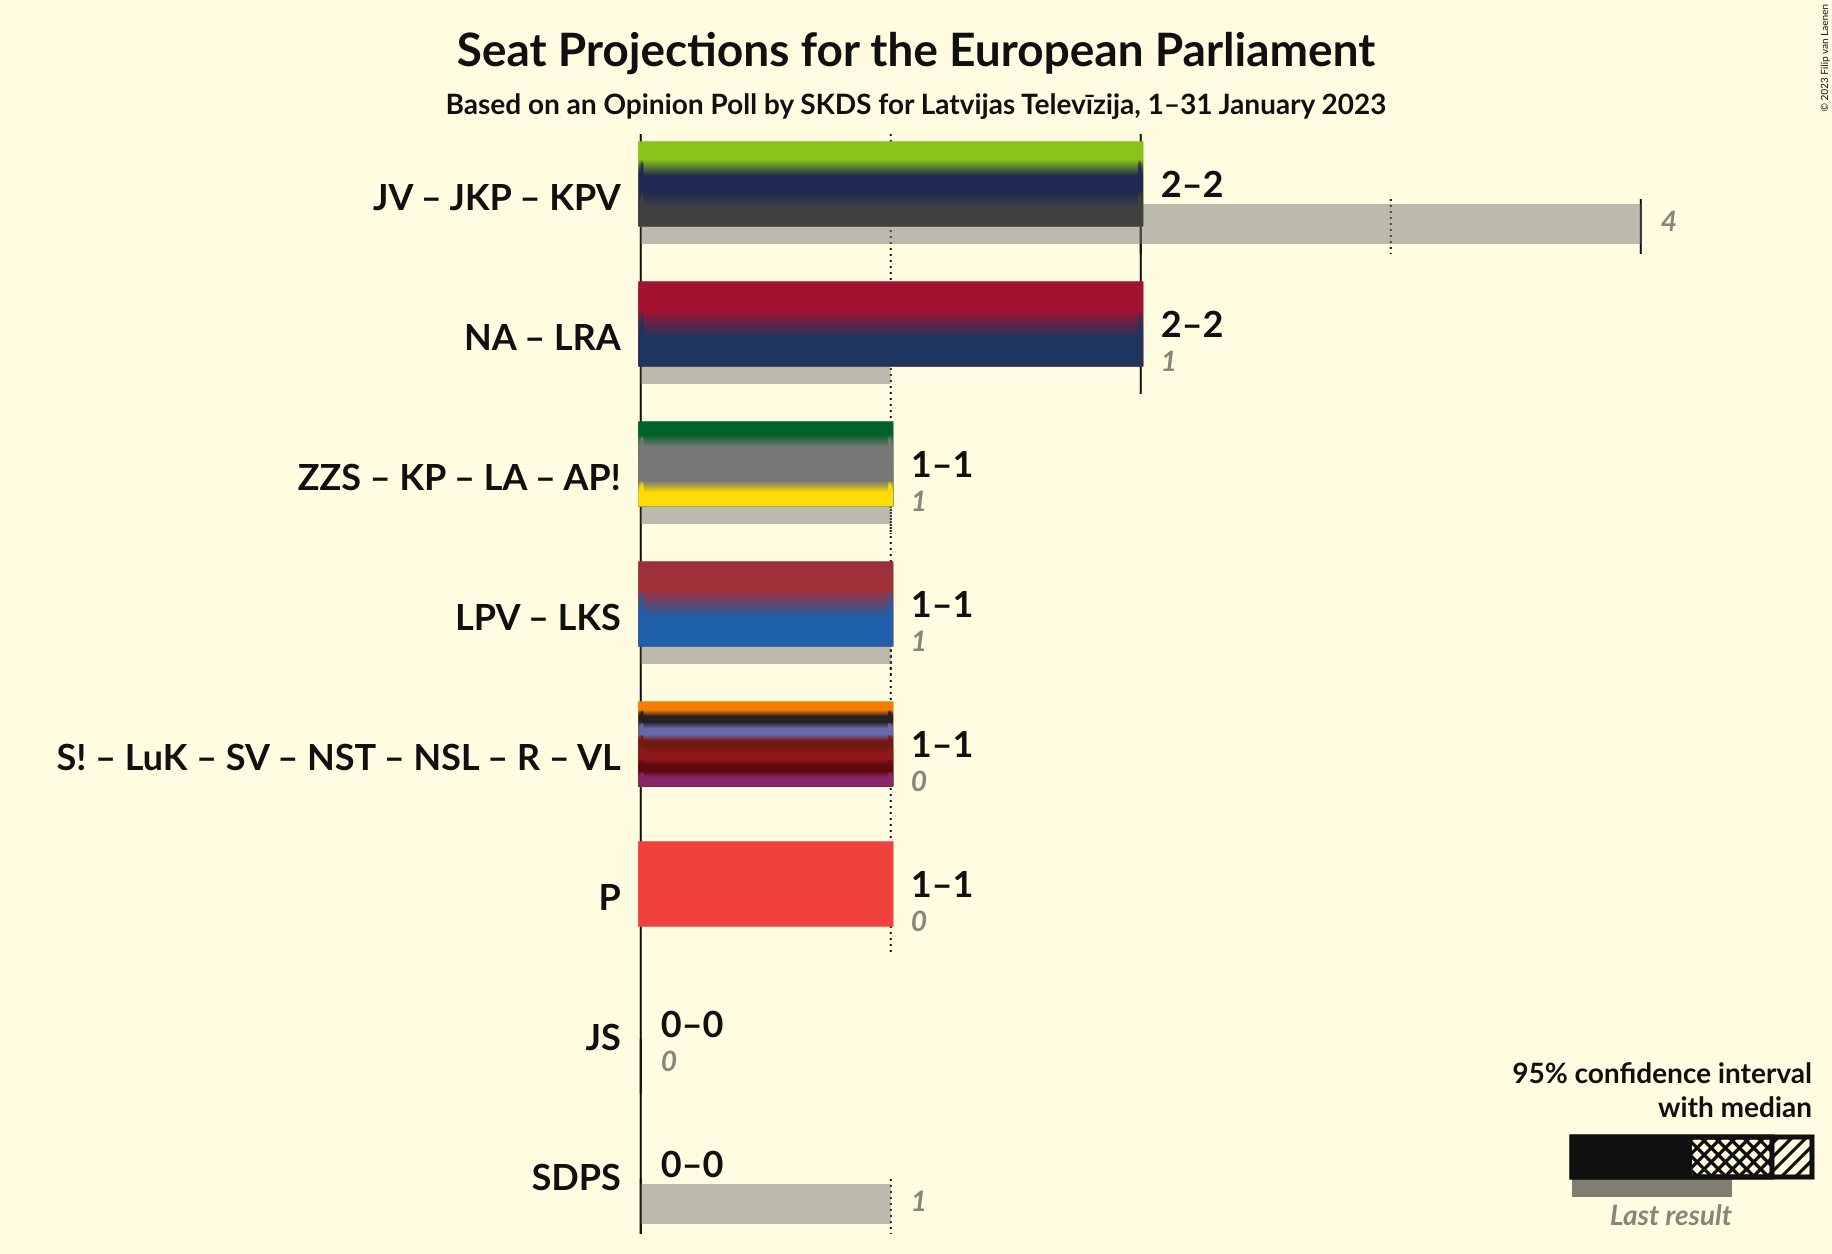 Seat Projections for the European Parliament
Based on an Opinion Poll by SKDS for Latvijas Televīzija, 1–31 January 2023
© 2023 Filip van Laenen
JV – JKP – KPV
2–2
4
NA – LRA
2–2
1
ZZS – KP – LA – AP!
1–1
1
LPV – LKS
1–1
1
S! – LuK – SV – NST – NSL – R – VL
1–1
0
P
1–1
0
JS
0–0
0
SDPS
0–0
1
95% confidence interval
with median
Last result